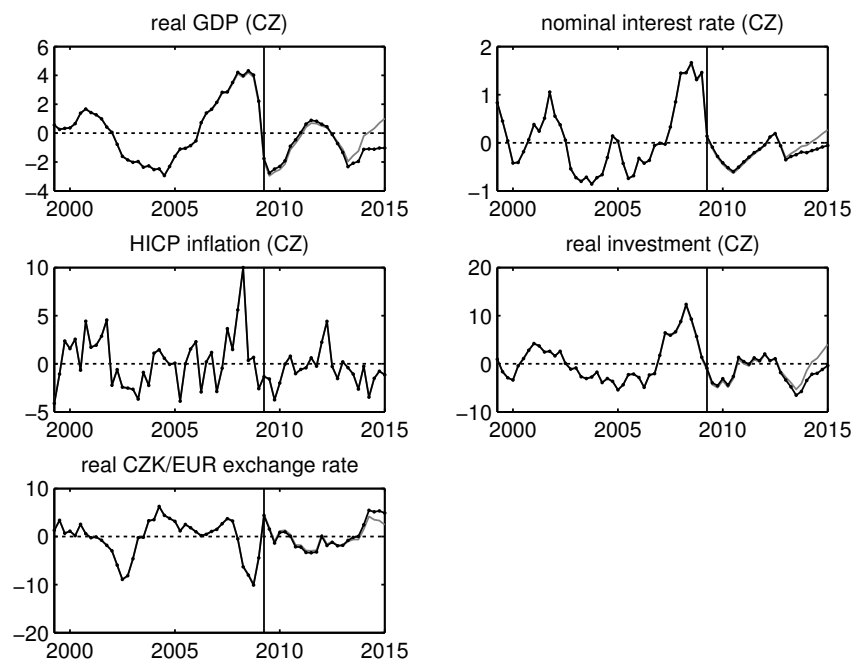 real GDP (CZ)
6
4
2
0
−2
−4
2000 2005 2010 2015
nominal interest rate (CZ)
2
1
0
−1
2000 2005 2010 2015
HICP inflation (CZ)
10
5
0
−5
2000 2005 2010 2015
real investment (CZ)
20
10
0
−10
2000 2005 2010 2015
real CZK/EUR exchange rate
10
0
−10
−20
2000 2005 2010 2015